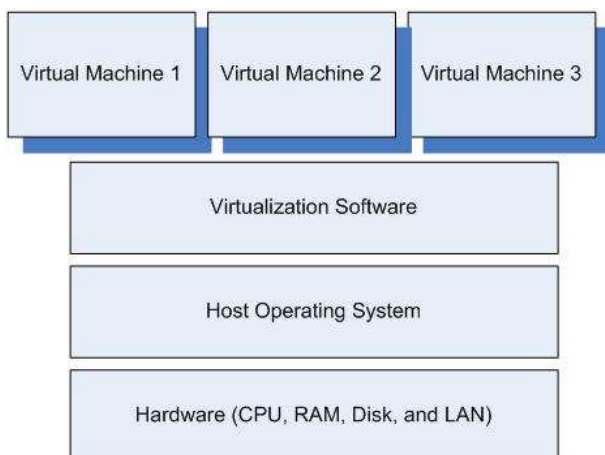 Virtual Machine 1
Virtual Machine 2
Virtual Machine 3
Virtualization Software
Host Operating System
Hardware (CPU, RAM, Disk, and LAN)